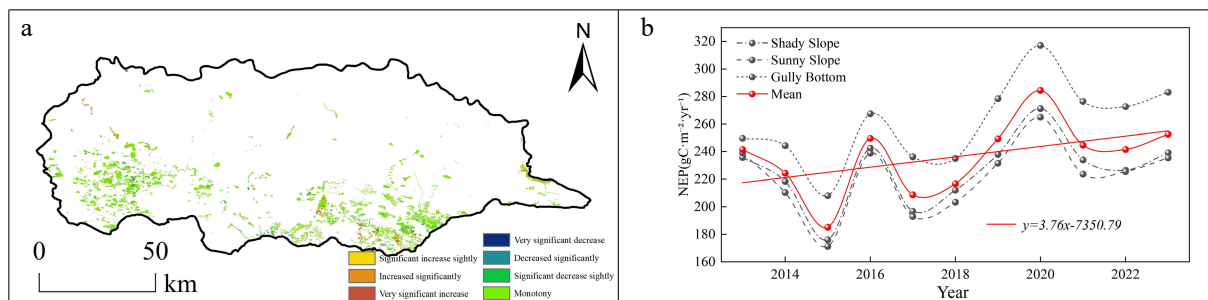 a
N
0
50
km
Significant increase sightly
Increased significantly
Very significant increase
Very significant decrease
Decreased significantly
Significant decrease sightly
Monotony
b
NEP(gC·m⁻²·yr⁻¹)
320
300
280
260
240
220
200
180
160
Shady Slope
Sunny Slope
Gully Bottom
Mean
y=3.76x-7350.79
2014
2016
2018
2020
2022
Year